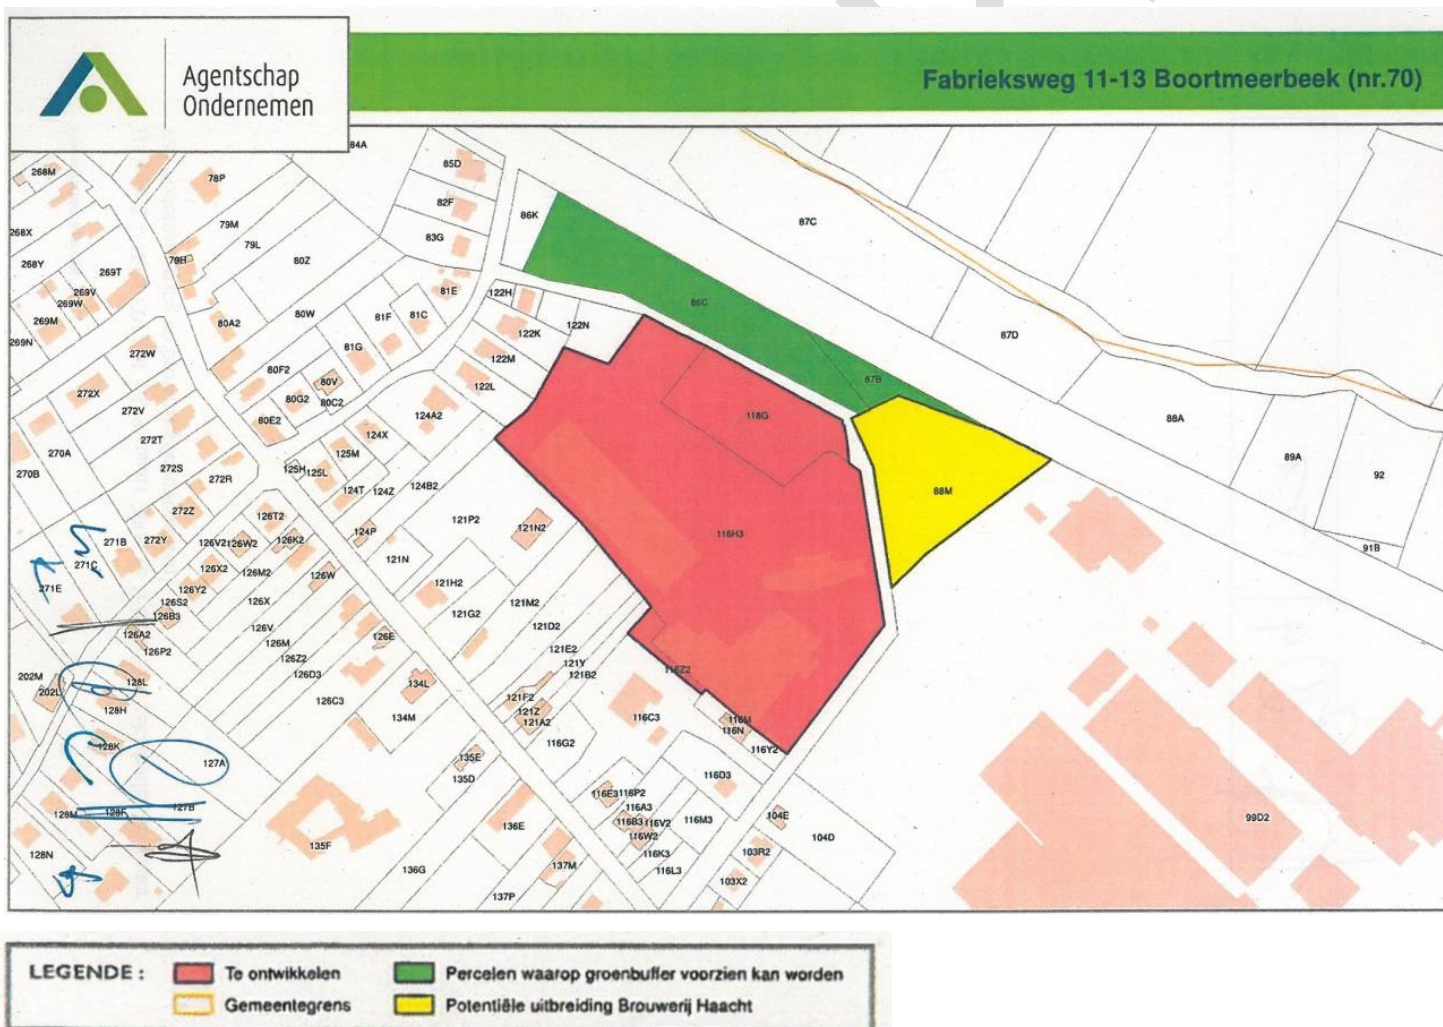 Agentschap
Ondernemen
Fabrieksweg 11-13 Boortmeerbeek (nr.70)
84A
268M
78P
85D
82F
86K
79M
83G
87C
268X
79L
268Y
79H
80Z
269T
269V
269W
81E
122H
86C
269M
80A2
80W
81F
81C
122K
122N
87D
269N
272W
81G
122M
80F2
80V
122L
87B
272X
80G2
80C2
272V
80E2
124A2
118G
88A
272T
124X
270A
125M
272S
125H
125L
89A
270B
272R
124T
124Z
124B2
88M
92
272Z
126T2
121P2
121N2
124P
116H3
271B
272Y
126V2
126W2
126K2
91B
271C
121N
126X2
126M2
126W
271E
126Y2
121H2
126S2
126X
121M2
126B3
121G2
126V
121D2
126A2
126M
126E
126P2
126Z2
121E2
121Y
126D3
121B2
116Z2
202M
128L
134L
202L
121F2
126C3
128H
121Z
134M
121A2
116C3
116M
116N
128K
116G2
116Y2
127A
135E
135D
116D3
116E3
116P2
127B
116A3
128M
128F
116B3
116V2
116M3
104E
99D2
136E
116W2
104D
135F
128N
116K3
103R2
137M
136G
116L3
103X2
137P
LEGENDE :
Te ontwikkelen
Percelen waarop groenbuffer voorzien kan worden
Gemeentegrens
Potentiële uitbreiding Brouwerij Haacht